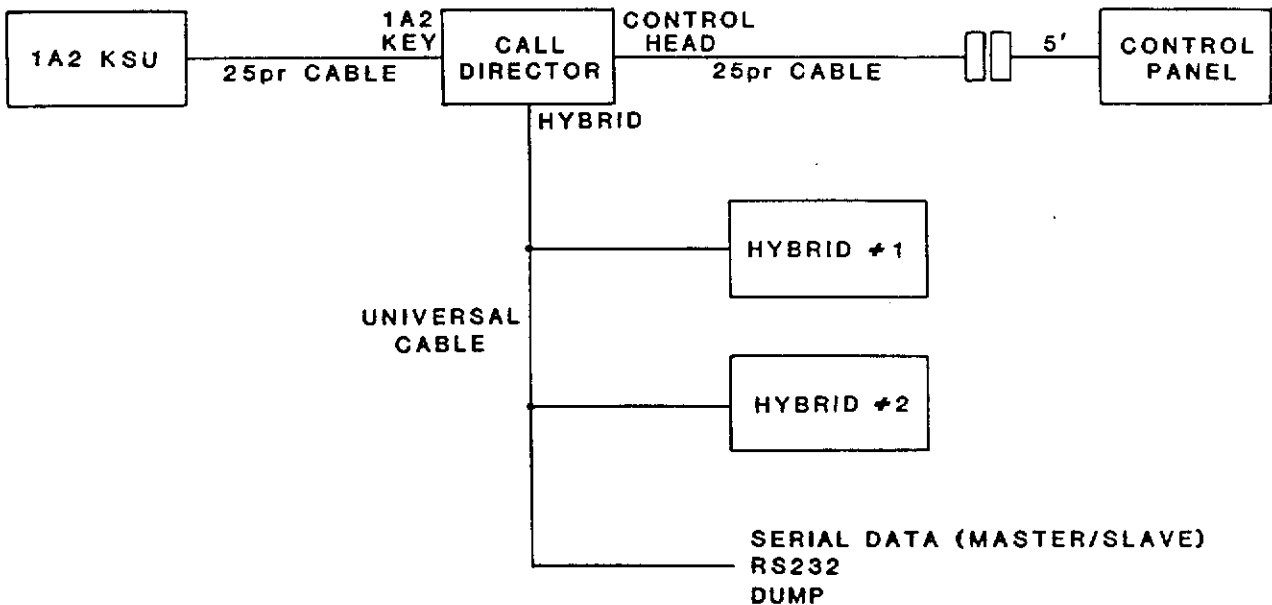 1A2 KSU
25pr CABLE
1A2
KEY
CALL
DIRECTOR
CONTROL
HEAD
25pr CABLE
5'
CONTROL
PANEL
HYBRID
HYBRID #1
UNIVERSAL
CABLE
HYBRID #2
SERIAL DATA (MASTER/SLAVE)
RS232
DUMP